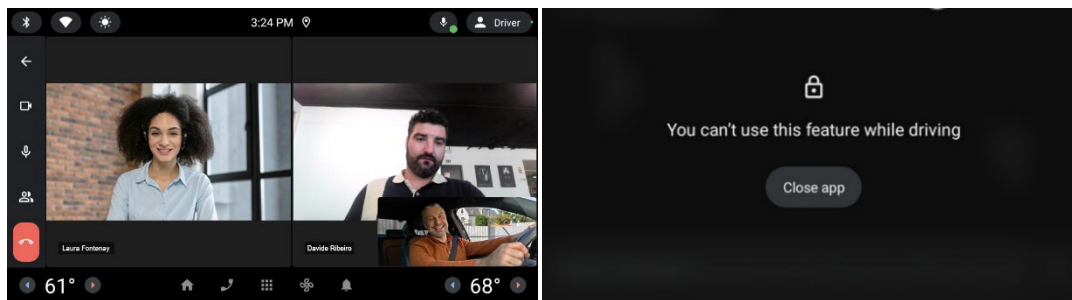 3:24 PM
Driver
Laura Fontenay
Davide Ribeiro
61°
68°
You can't use this feature while driving
Close app